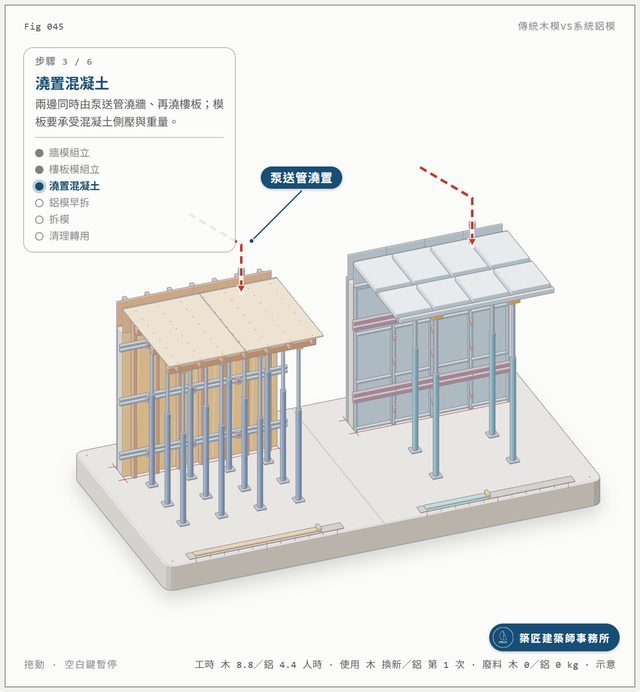 Fig 045
傳統木模VS系統鋁模
步驟 3 / 6
澆置混凝土
兩邊同時由泵送管澆牆、再澆樓板；模
板要承受混凝土側壓與重量。
牆模組立
樓板模組立
澆置混凝土
鋁模早拆
拆模
清理轉用
泵送管澆置
築匠建築師事務所
拖動 · 空白鍵暫停
工時 木 8.8／鋁 4.4 人時 · 使用 木 換新／鋁 第 1 次 · 廢料 木 0／鋁 0 kg · 示意